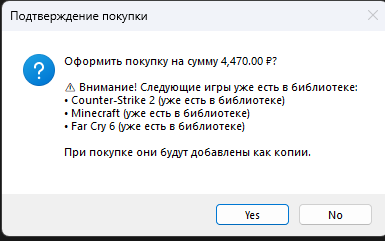 Подтверждение покупки
Оформить покупку на сумму 4,470.00 ₽?
⚠ Внимание! Следующие игры уже есть в библиотеке:
• Counter-Strike 2 (уже есть в библиотеке)
• Minecraft (уже есть в библиотеке)
• Far Cry 6 (уже есть в библиотеке)
При покупке они будут добавлены как копии.
Yes
No